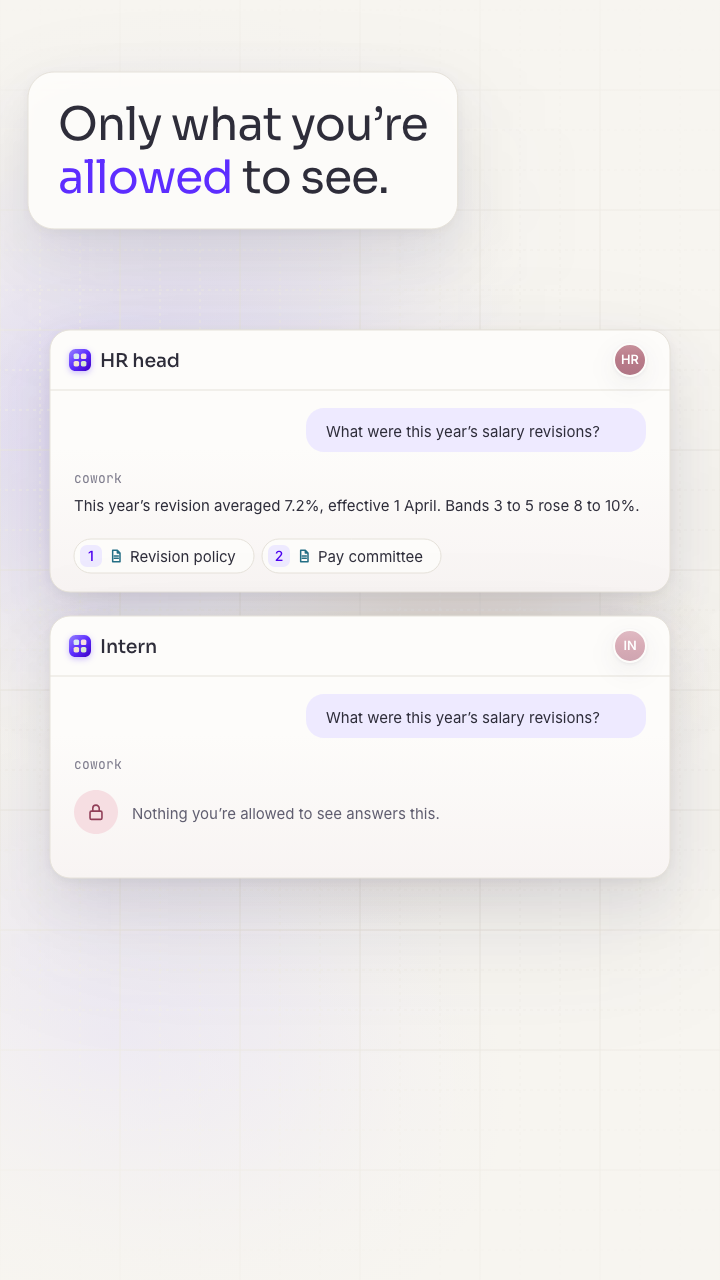 Only what you’re
allowed to see.
HR head
HR
What were this year’s salary revisions?
cowork
This year’s revision averaged 7.2%, effective 1 April. Bands 3 to 5 rose 8 to 10%.
1 Revision policy 2 Pay committee
Intern
IN
What were this year’s salary revisions?
cowork
Nothing you’re allowed to see answers this.